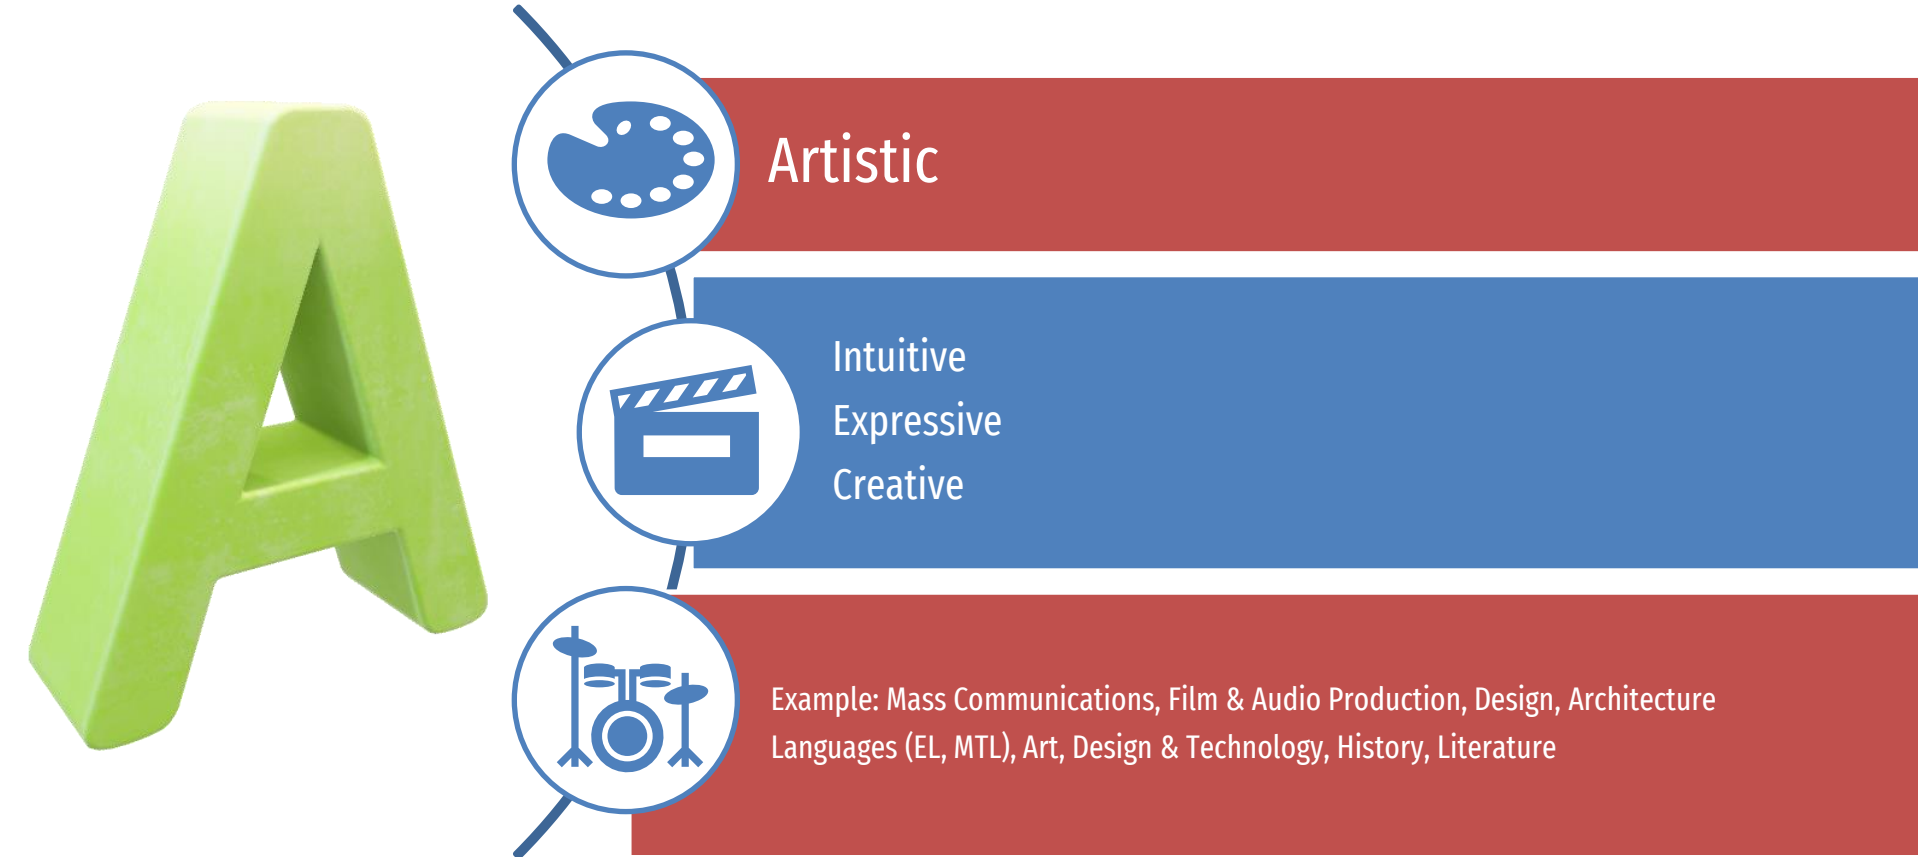 A
Artistic
Intuitive
Expressive
Creative
Example: Mass Communications, Film & Audio Production, Design, Architecture
Languages (EL, MTL), Art, Design & Technology, History, Literature